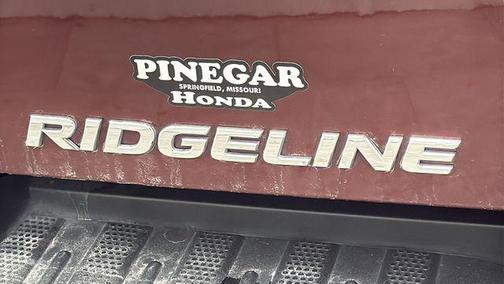 PINEGAR
SPRINGFIELD, MISSOURI
HONDA
RIDGELINE